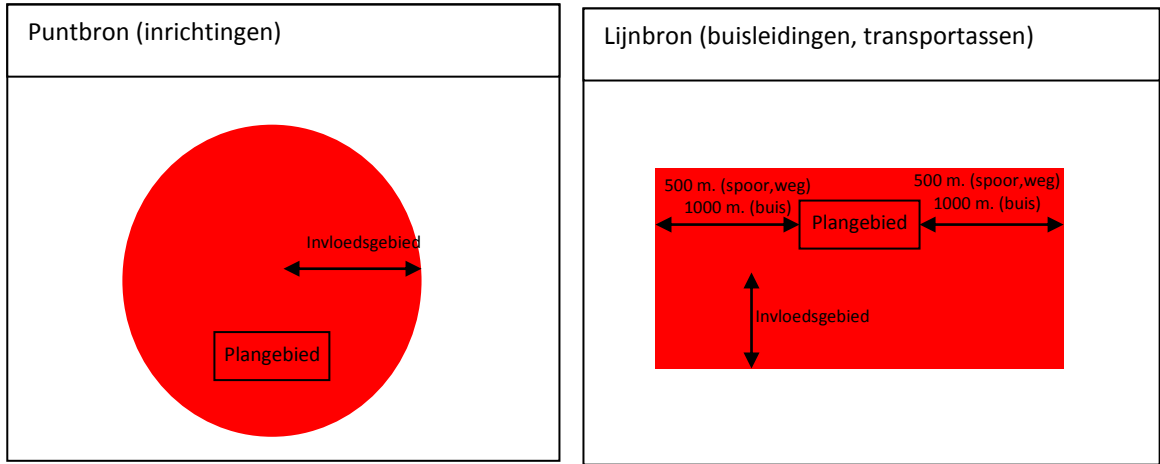 Puntbron (inrichtingen)
Invloedsgebied
Plangebied
Lijnbron (buisleidingen, transportassen)
500 m. (spoor,weg)
1000 m. (buis)
Plangebied
500 m. (spoor,weg)
1000 m. (buis)
Invloedsgebied